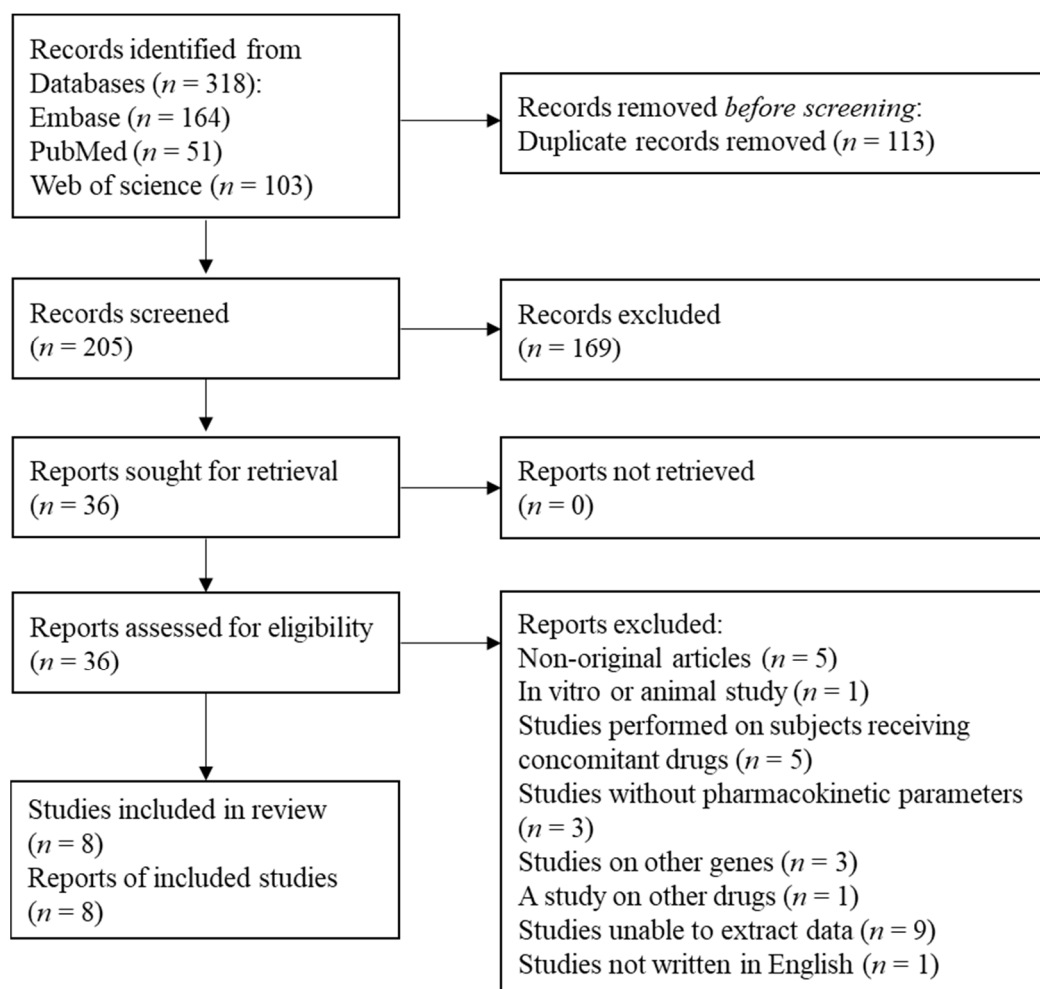 Records identified from
Databases (n = 318):
Embase (n = 164)
PubMed (n = 51)
Web of science (n = 103)
Records removed before screening:
Duplicate records removed (n = 113)
Records screened
(n = 205)
Records excluded
(n = 169)
Reports sought for retrieval
(n = 36)
Reports not retrieved
(n = 0)
Reports assessed for eligibility
(n = 36)
Reports excluded:
Non-original articles (n = 5)
In vitro or animal study (n = 1)
Studies performed on subjects receiving
concomitant drugs (n = 5)
Studies without pharmacokinetic parameters
(n = 3)
Studies on other genes (n = 3)
A study on other drugs (n = 1)
Studies unable to extract data (n = 9)
Studies not written in English (n = 1)
Studies included in review
(n = 8)
Reports of included studies
(n = 8)